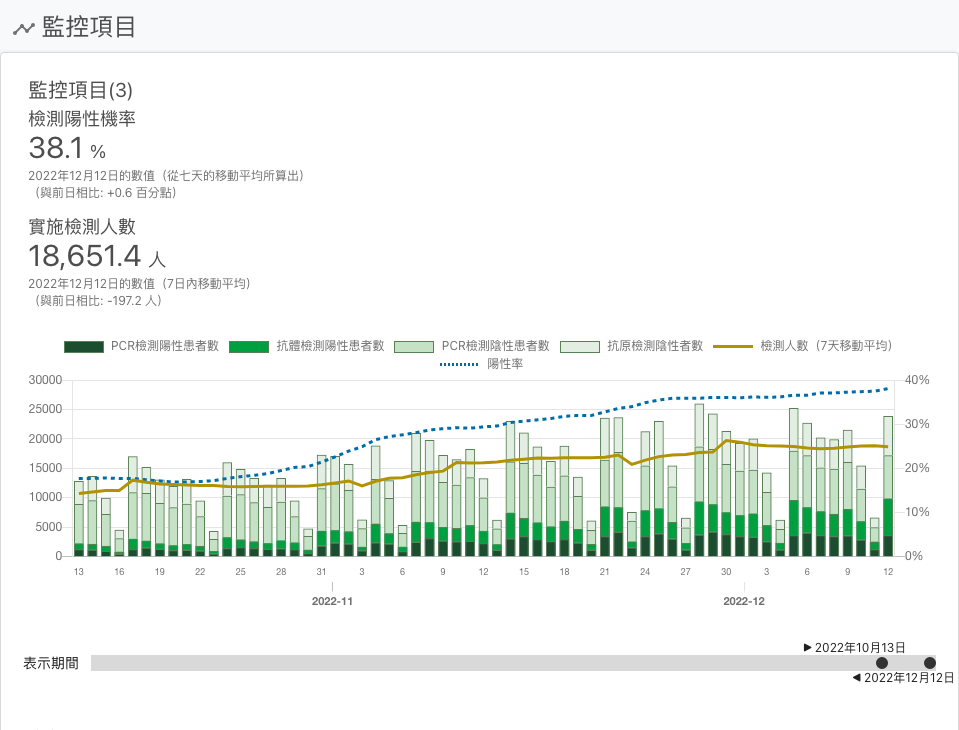 監控項目
監控項目(3)
檢測陽性機率
38.1 %
2022年12月12日的數值（從七天的移動平均所算出）
（與前日相比: +0.6 百分點）
實施檢測人數
18,651.4 人
2022年12月12日的數值（7日內移動平均）
（與前日相比: -197.2 人）
PCR檢測陽性患者數 抗體檢測陽性患者數 PCR檢測陰性患者數 抗原檢測陰性者數 檢測人數（7天移動平均）
陽性率
30000 40%
25000
30%
20000
15000 20%
10000
10%
5000
0 0%
13 16 19 22 25 28 31 3 6 9 12 15 18 21 24 27 30 3 6 9 12
2022-11 2022-12
▶ 2022年10月13日
表示期間
◀ 2022年12月12日